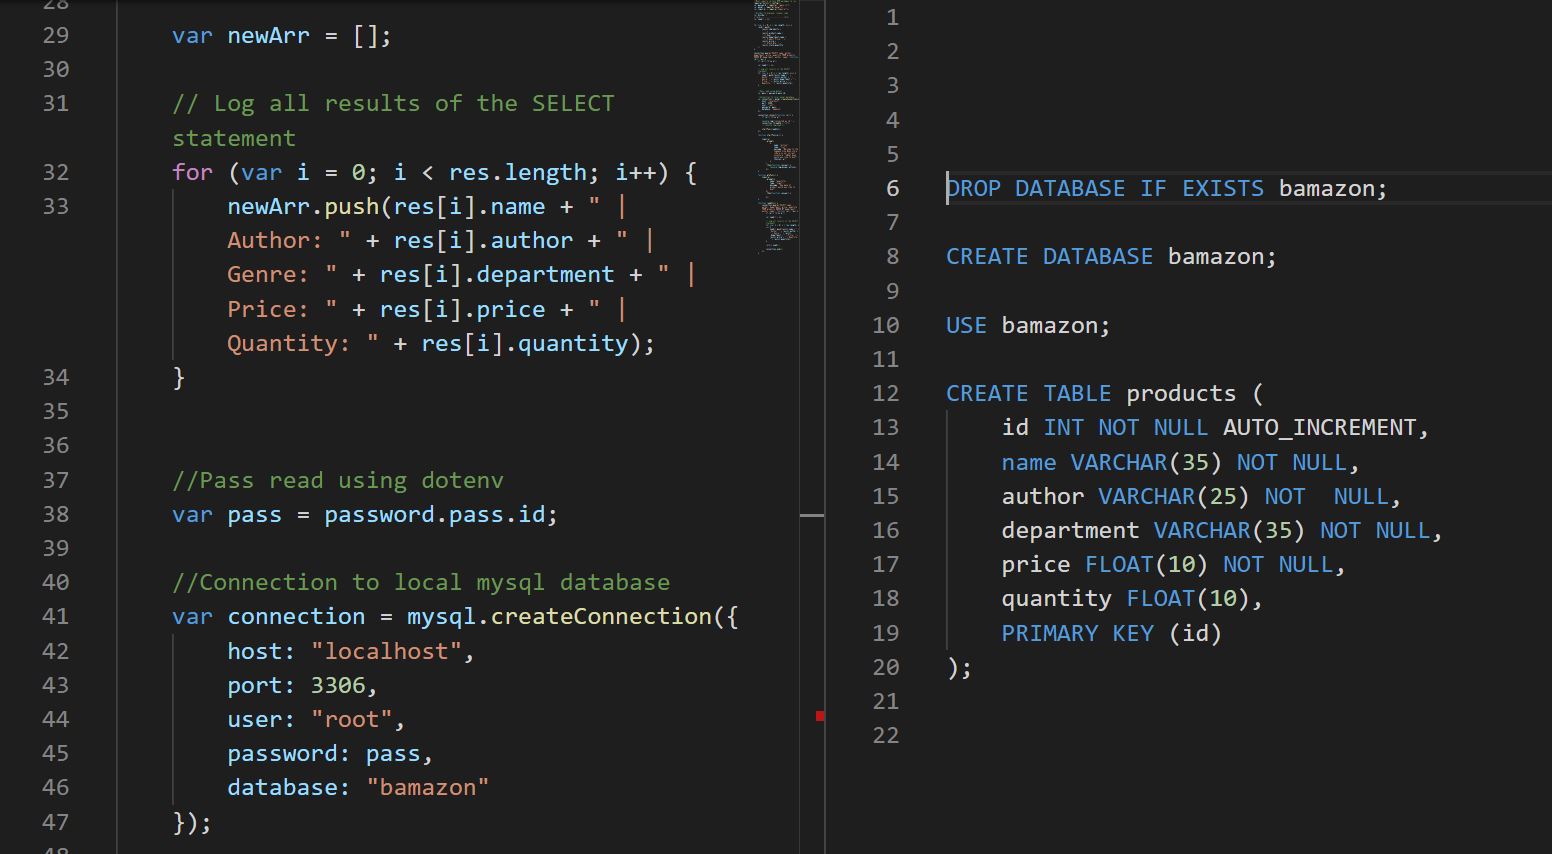 28
29 var newArr = [];
30
31 // Log all results of the SELECT
statement
32 for (var i = 0; i < res.length; i++) {
33 newArr.push(res[i].name + " |
Author: " + res[i].author + " |
Genre: " + res[i].department + " |
Price: " + res[i].price + " |
Quantity: " + res[i].quantity);
34 }
35
36
37 //Pass read using dotenv
38 var pass = password.pass.id;
39
40 //Connection to local mysql database
41 var connection = mysql.createConnection({
42 host: "localhost",
43 port: 3306,
44 user: "root",
45 password: pass,
46 database: "bamazon"
47 });
48
1
2
3
4
5
6 DROP DATABASE IF EXISTS bamazon;
7
8 CREATE DATABASE bamazon;
9
10 USE bamazon;
11
12 CREATE TABLE products (
13 id INT NOT NULL AUTO_INCREMENT,
14 name VARCHAR(35) NOT NULL,
15 author VARCHAR(25) NOT  NULL,
16 department VARCHAR(35) NOT NULL,
17 price FLOAT(10) NOT NULL,
18 quantity FLOAT(10),
19 PRIMARY KEY (id)
20 );
21
22